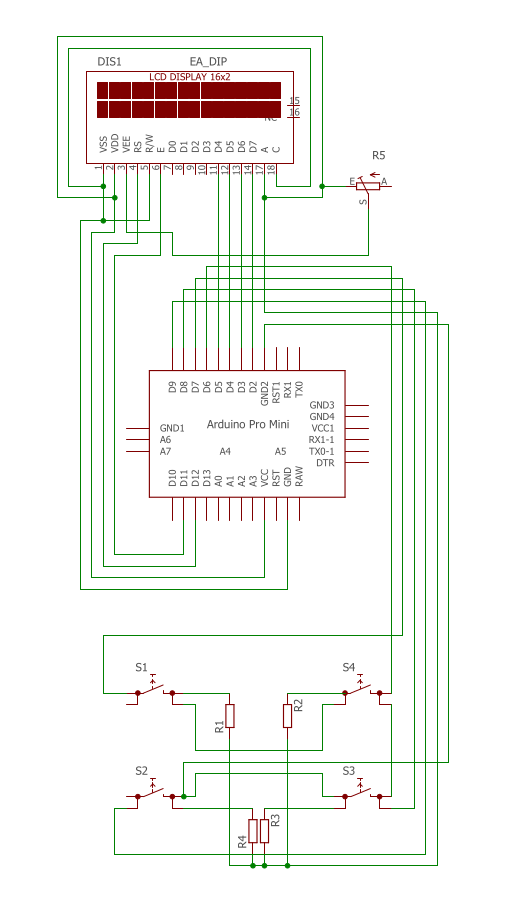 DIS1 EA_DIP
LCD DISPLAY 16x2
15
16
NC
VSS VDD VEE RS R/W E D0 D1 D2 D3 D4 D5 D6 D7 A C
1 2 3 4 5 6 7 8 9 10 11 12 13 14 17 18
R5
E A
S
D9 D8 D7 D6 D5 D4 D3 D2 GND2 RST1 RX1 TX0
Arduino Pro Mini
GND3
GND4
GND1 VCC1
A6 RX1-1
A7 A4 A5 TX0-1
DTR
D10 D11 D12 D13 A0 A1 A2 A3 VCC RST GND RAW
S1 S4
R1 R2
S2 S3
R4 R3